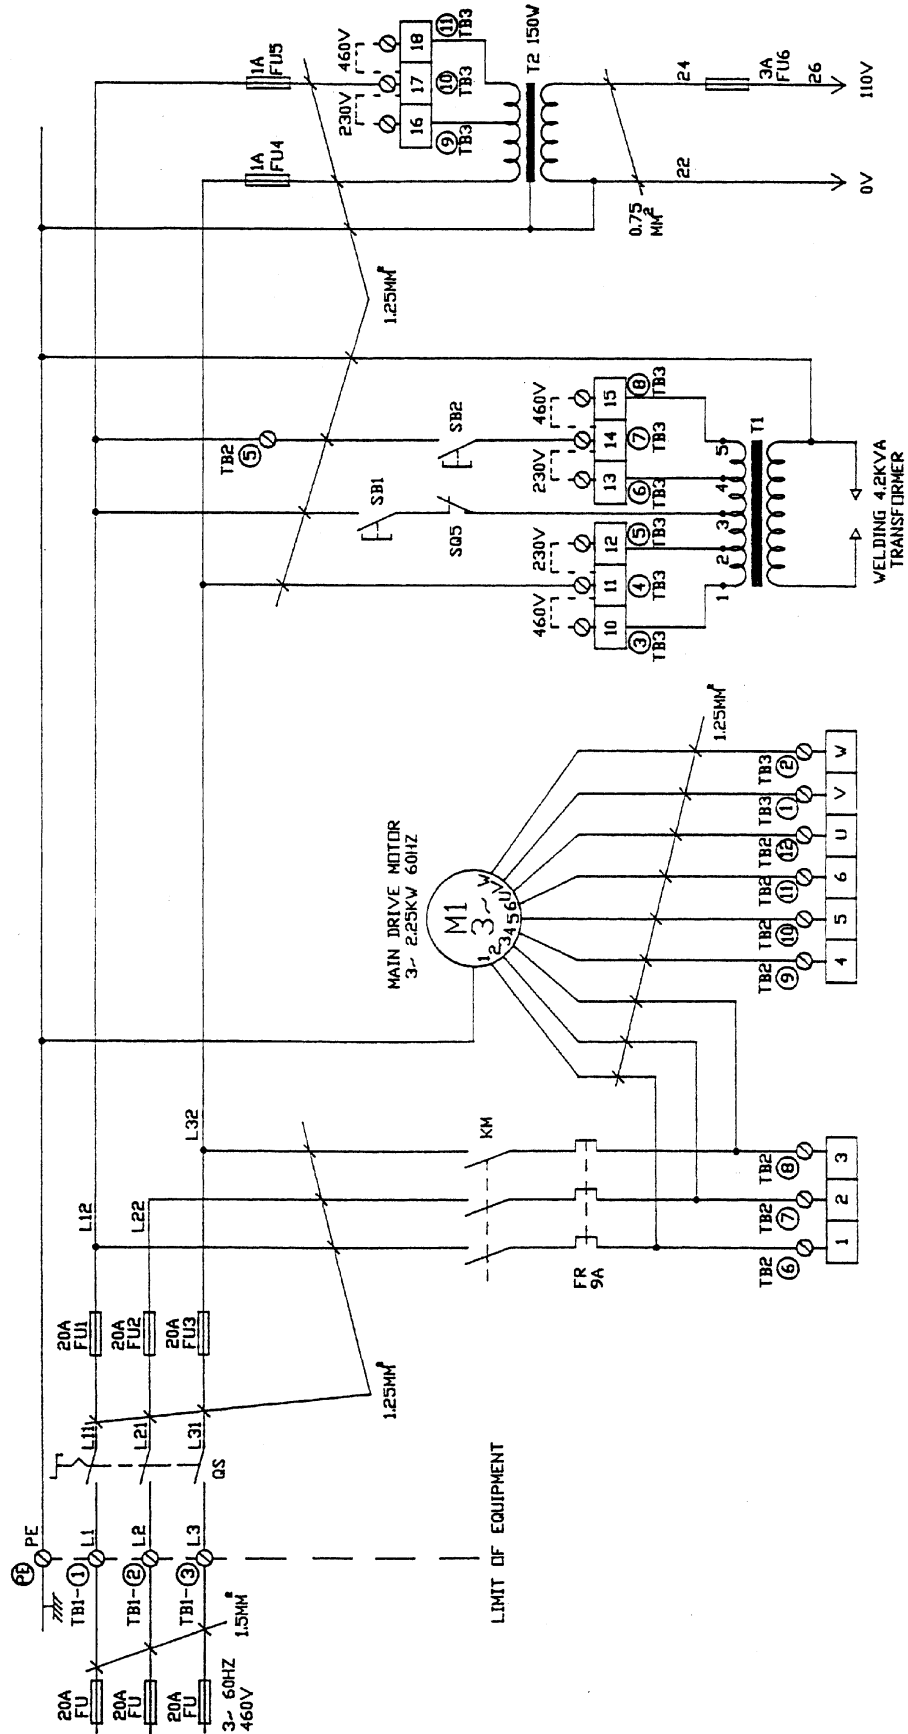 20A
FU
20A
FU
20A
FU
3~ 60HZ
460V
1.5MM²
PE
PE
TB1-①
L1
TB1-②
L2
TB1-③
L3
LIMIT OF EQUIPMENT
L11
L21
L31
QS
1.25MM²
20A
FU1
20A
FU2
20A
FU3
L12
L22
L32
KM
FR
9A
TB2
⑥
TB2
⑦
TB2
⑧
1
2
3
MAIN DRIVE MOTOR
3~ 2.25KW 60HZ
M1
3~
1
2
3
4
5
6
U
V
W
TB2
⑨
TB2
⑩
TB2
⑪
TB2
⑫
TB3
①
TB3
②
4
5
6
U
V
W
1.25MM²
460V
230V
230V
460V
10
11
12
13
14
15
③
TB3
④
TB3
⑤
TB3
⑥
TB3
⑦
TB3
⑧
TB3
SQ5
SB1
SB2
TB2
⑤
1
2
3
4
5
T1
WELDING 4.2KVA
TRANSFORMER
1.25MM²
1A
FU4
1A
FU5
230V
460V
16
17
18
⑨
TB3
⑩
TB3
⑪
TB3
T2 150W
0.75
MM²
22
24
3A
FU6
26
0V
110V